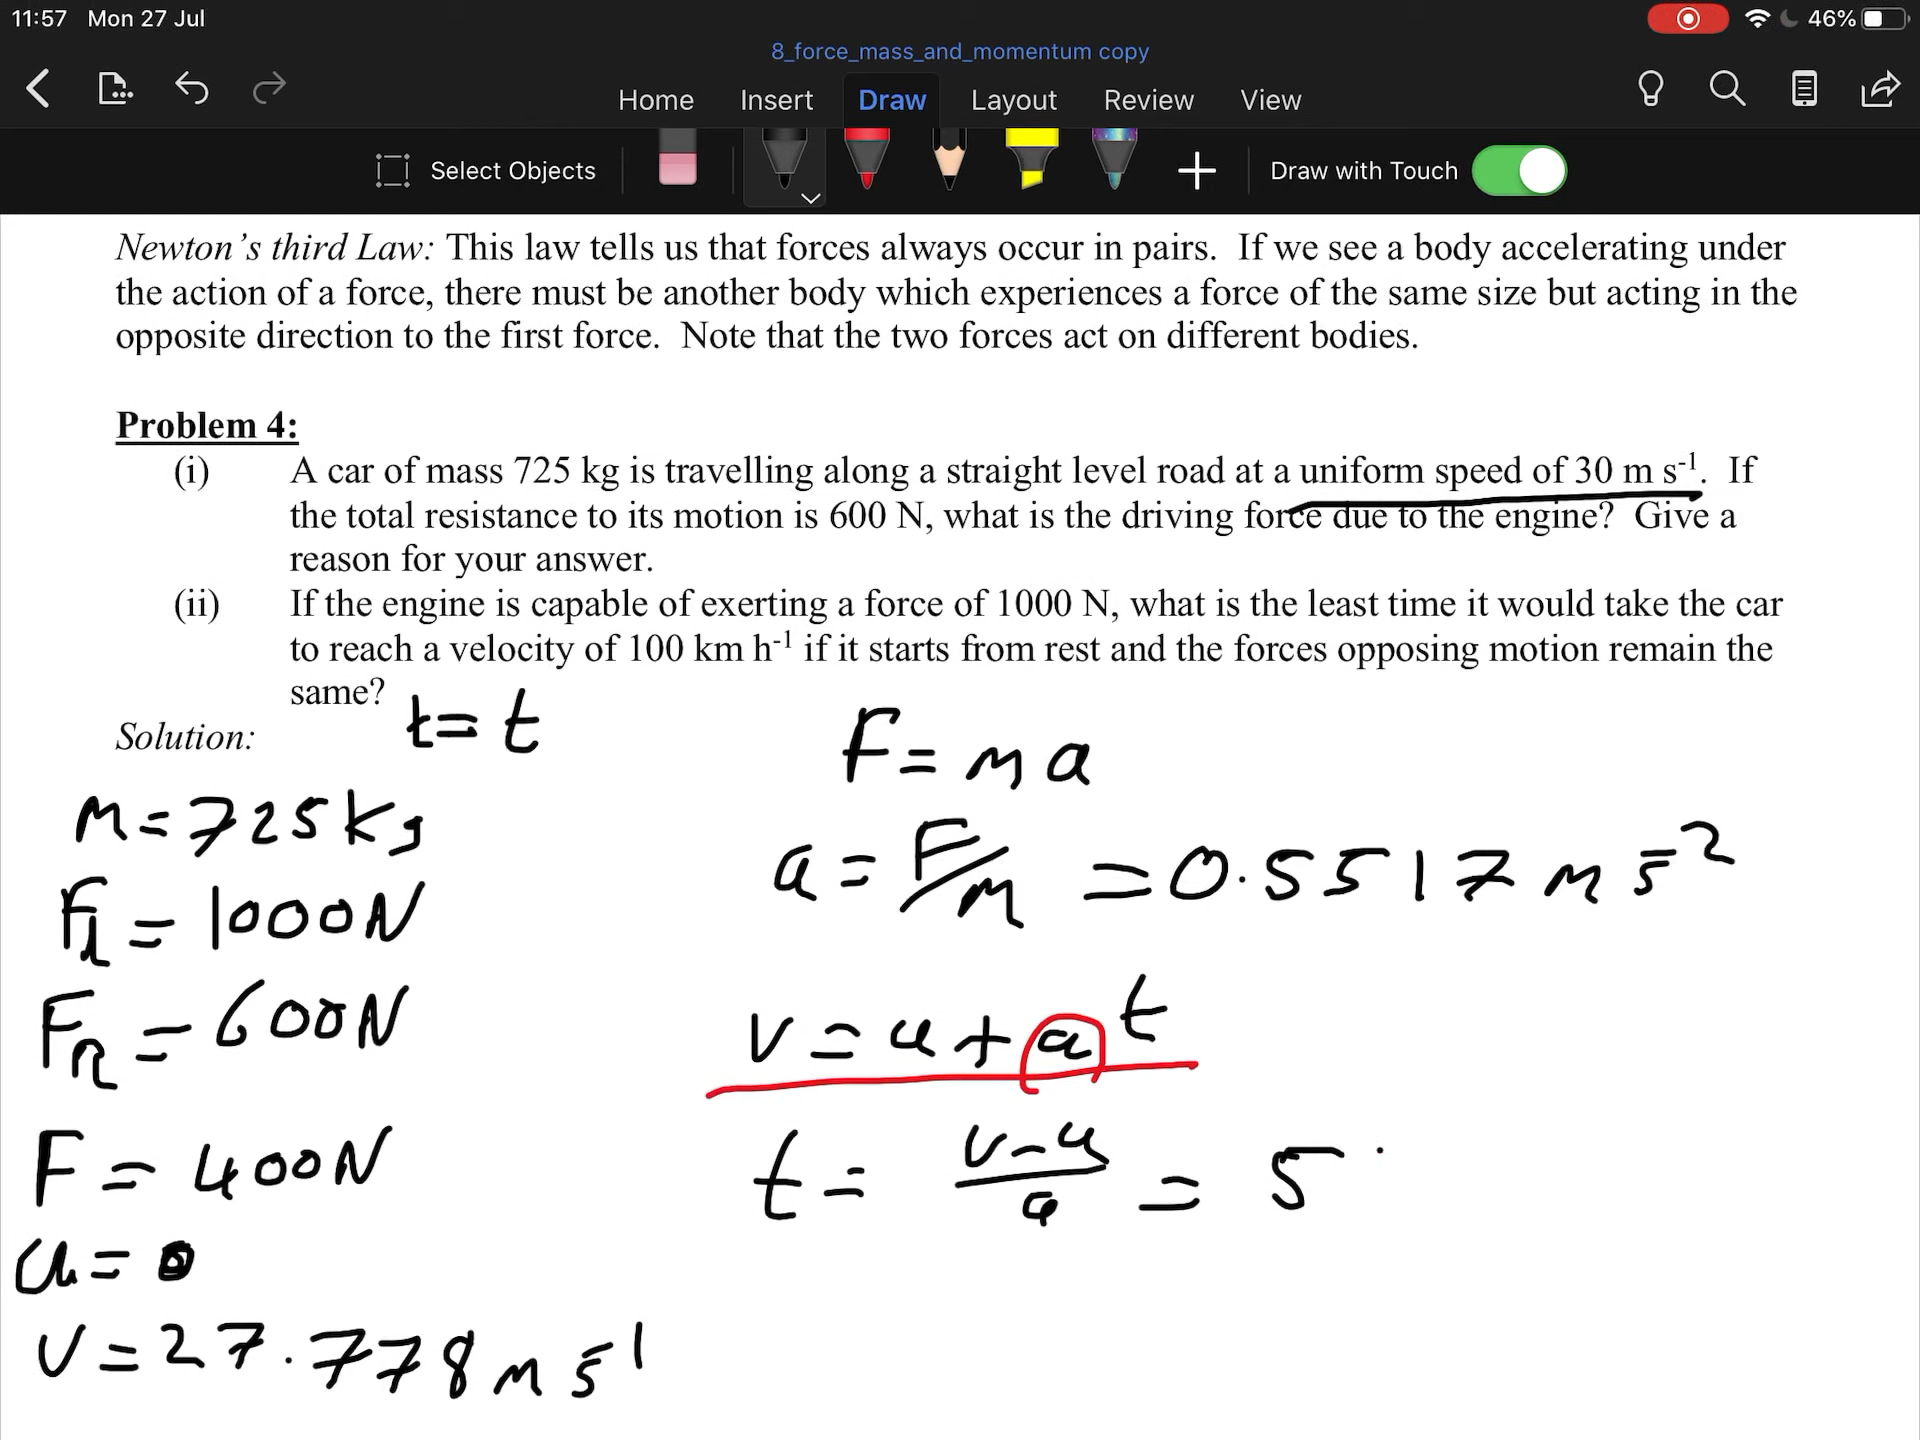 11:57 Mon 27 Jul
46%
8_force_mass_and_momentum copy
Home Insert Draw Layout Review View
Select Objects
Draw with Touch
Newton's third Law: This law tells us that forces always occur in pairs. If we see a body accelerating under
the action of a force, there must be another body which experiences a force of the same size but acting in the
opposite direction to the first force. Note that the two forces act on different bodies.
Problem 4:
(i) A car of mass 725 kg is travelling along a straight level road at a uniform speed of 30 m s⁻¹. If
the total resistance to its motion is 600 N, what is the driving force due to the engine? Give a
reason for your answer.
(ii) If the engine is capable of exerting a force of 1000 N, what is the least time it would take the car
to reach a velocity of 100 km h⁻¹ if it starts from rest and the forces opposing motion remain the
same?
t = t
Solution:
M = 725 kg
= 1000N
F_R = 600N
F = 400N
u = 0
v = 27.778 m s⁻¹
F = ma
a = F/m = 0.5517 m s⁻²
v = u + at
t = (v-u)/a = 5.